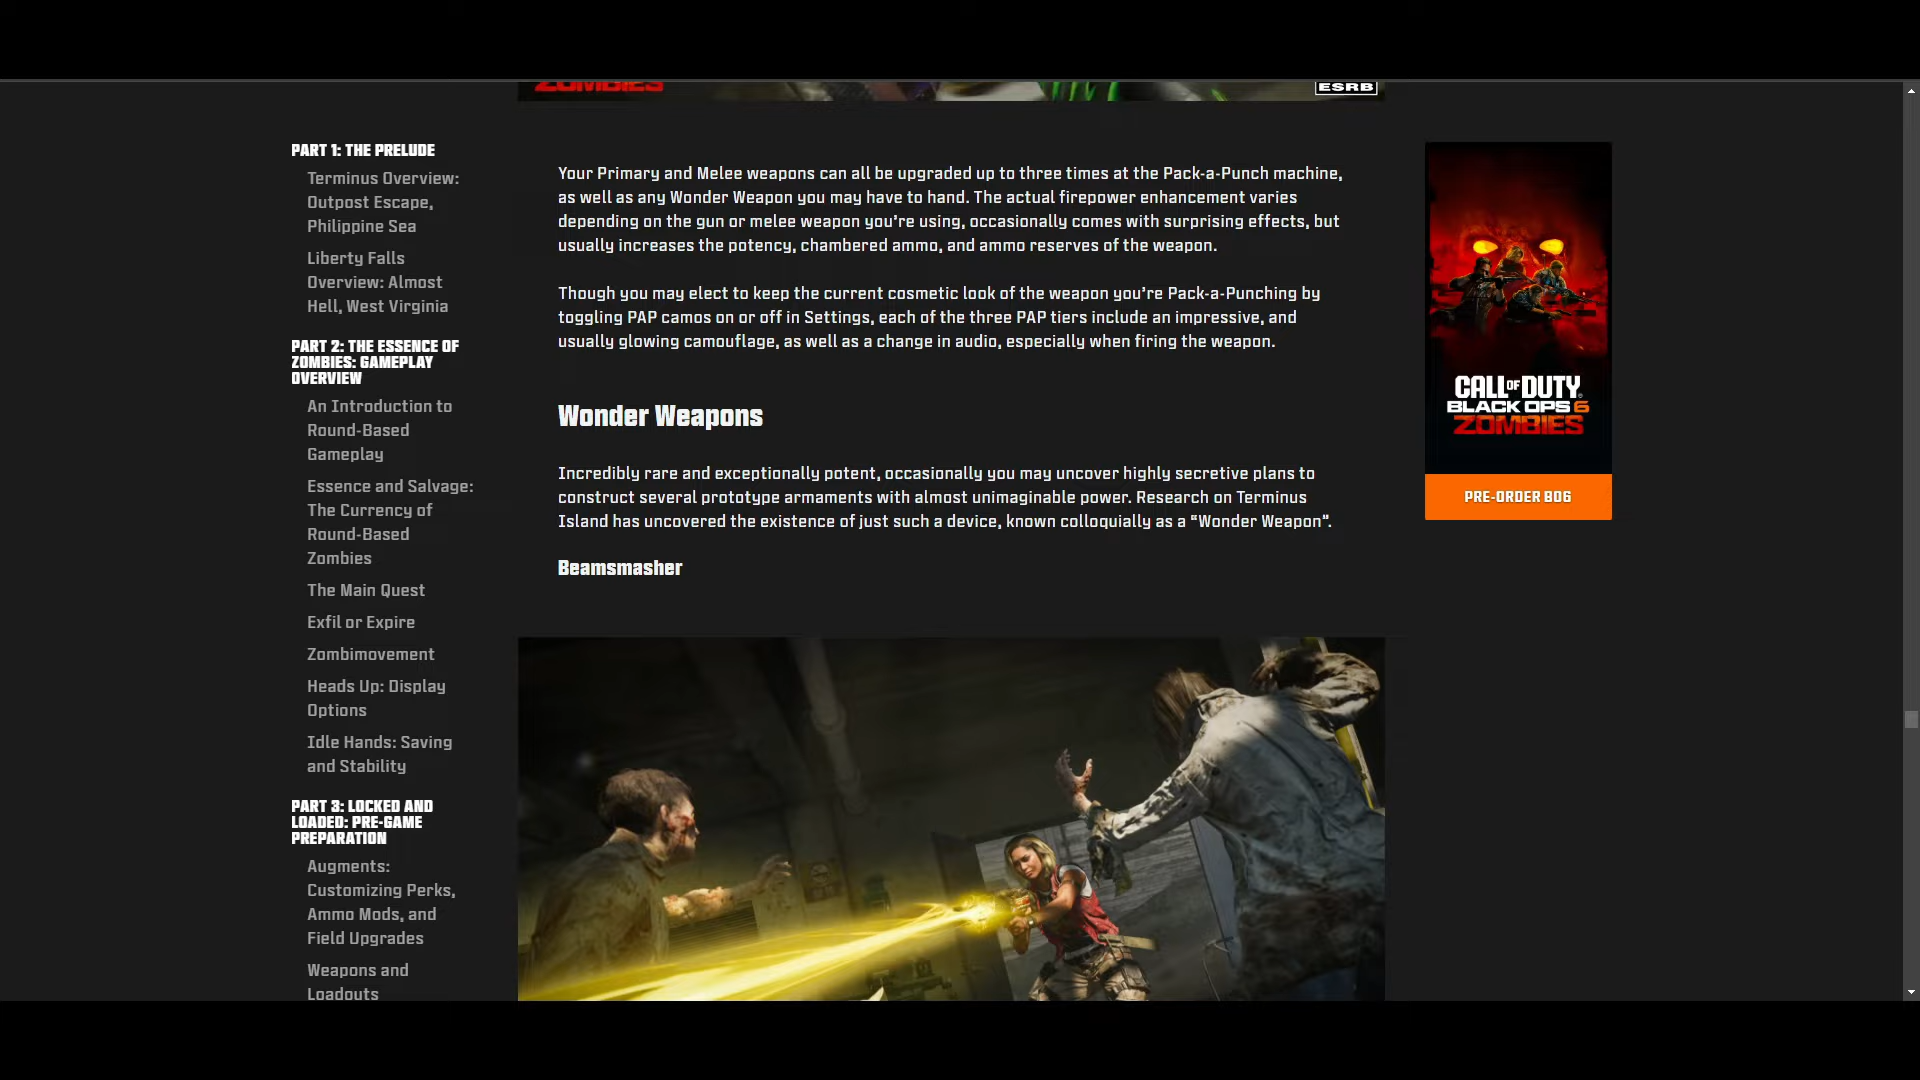 ZOMBIES
ESRB
PART 1: THE PRELUDE
Terminus Overview:
Outpost Escape,
Philippine Sea
Liberty Falls
Overview: Almost
Hell, West Virginia
PART 2: THE ESSENCE OF
ZOMBIES: GAMEPLAY
OVERVIEW
An Introduction to
Round-Based
Gameplay
Essence and Salvage:
The Currency of
Round-Based
Zombies
The Main Quest
Exfil or Expire
Zombimovement
Heads Up: Display
Options
Idle Hands: Saving
and Stability
PART 3: LOCKED AND
LOADED: PRE-GAME
PREPARATION
Augments:
Customizing Perks,
Ammo Mods, and
Field Upgrades
Weapons and
Loadouts
Your Primary and Melee weapons can all be upgraded up to three times at the Pack-a-Punch machine,
as well as any Wonder Weapon you may have to hand. The actual firepower enhancement varies
depending on the gun or melee weapon you’re using, occasionally comes with surprising effects, but
usually increases the potency, chambered ammo, and ammo reserves of the weapon.
Though you may elect to keep the current cosmetic look of the weapon you’re Pack-a-Punching by
toggling PAP camos on or off in Settings, each of the three PAP tiers include an impressive, and
usually glowing camouflage, as well as a change in audio, especially when firing the weapon.
Wonder Weapons
Incredibly rare and exceptionally potent, occasionally you may uncover highly secretive plans to
construct several prototype armaments with almost unimaginable power. Research on Terminus
Island has uncovered the existence of just such a device, known colloquially as a “Wonder Weapon”.
Beamsmasher
CALL OF DUTY
BLACK OPS 6
ZOMBIES
PRE-ORDER BO6